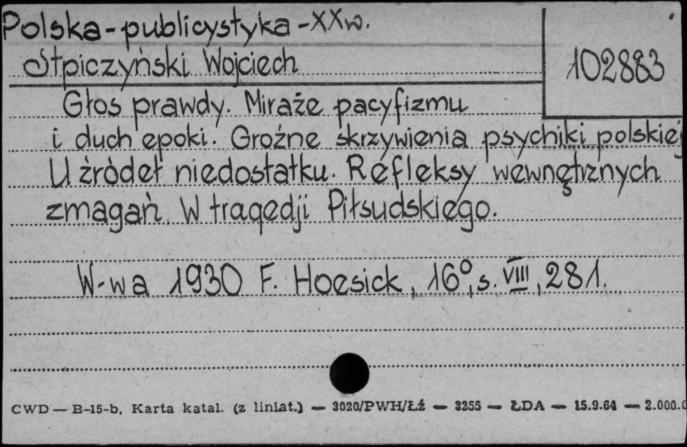 Polska-publicystyka-XXw.
Stpiczyński Wojciech
102883
Głos prawdy. Miraże pacyfizmu
i duch epoki. Groźne skrzywienia psychiki polskiej
U źródeł niedostatku. Refleksy wewnętrznych
zmagań. W tragedji Piłsudskiego.
W-wa 1930 F. Hoesick, 16°, s. VIII, 281.
CWD — B-15-b, Karta katal. (z liniat.) — 3020/PWH/Łź — 3255 — ŁDA — 15.9.64 — 2.000.0